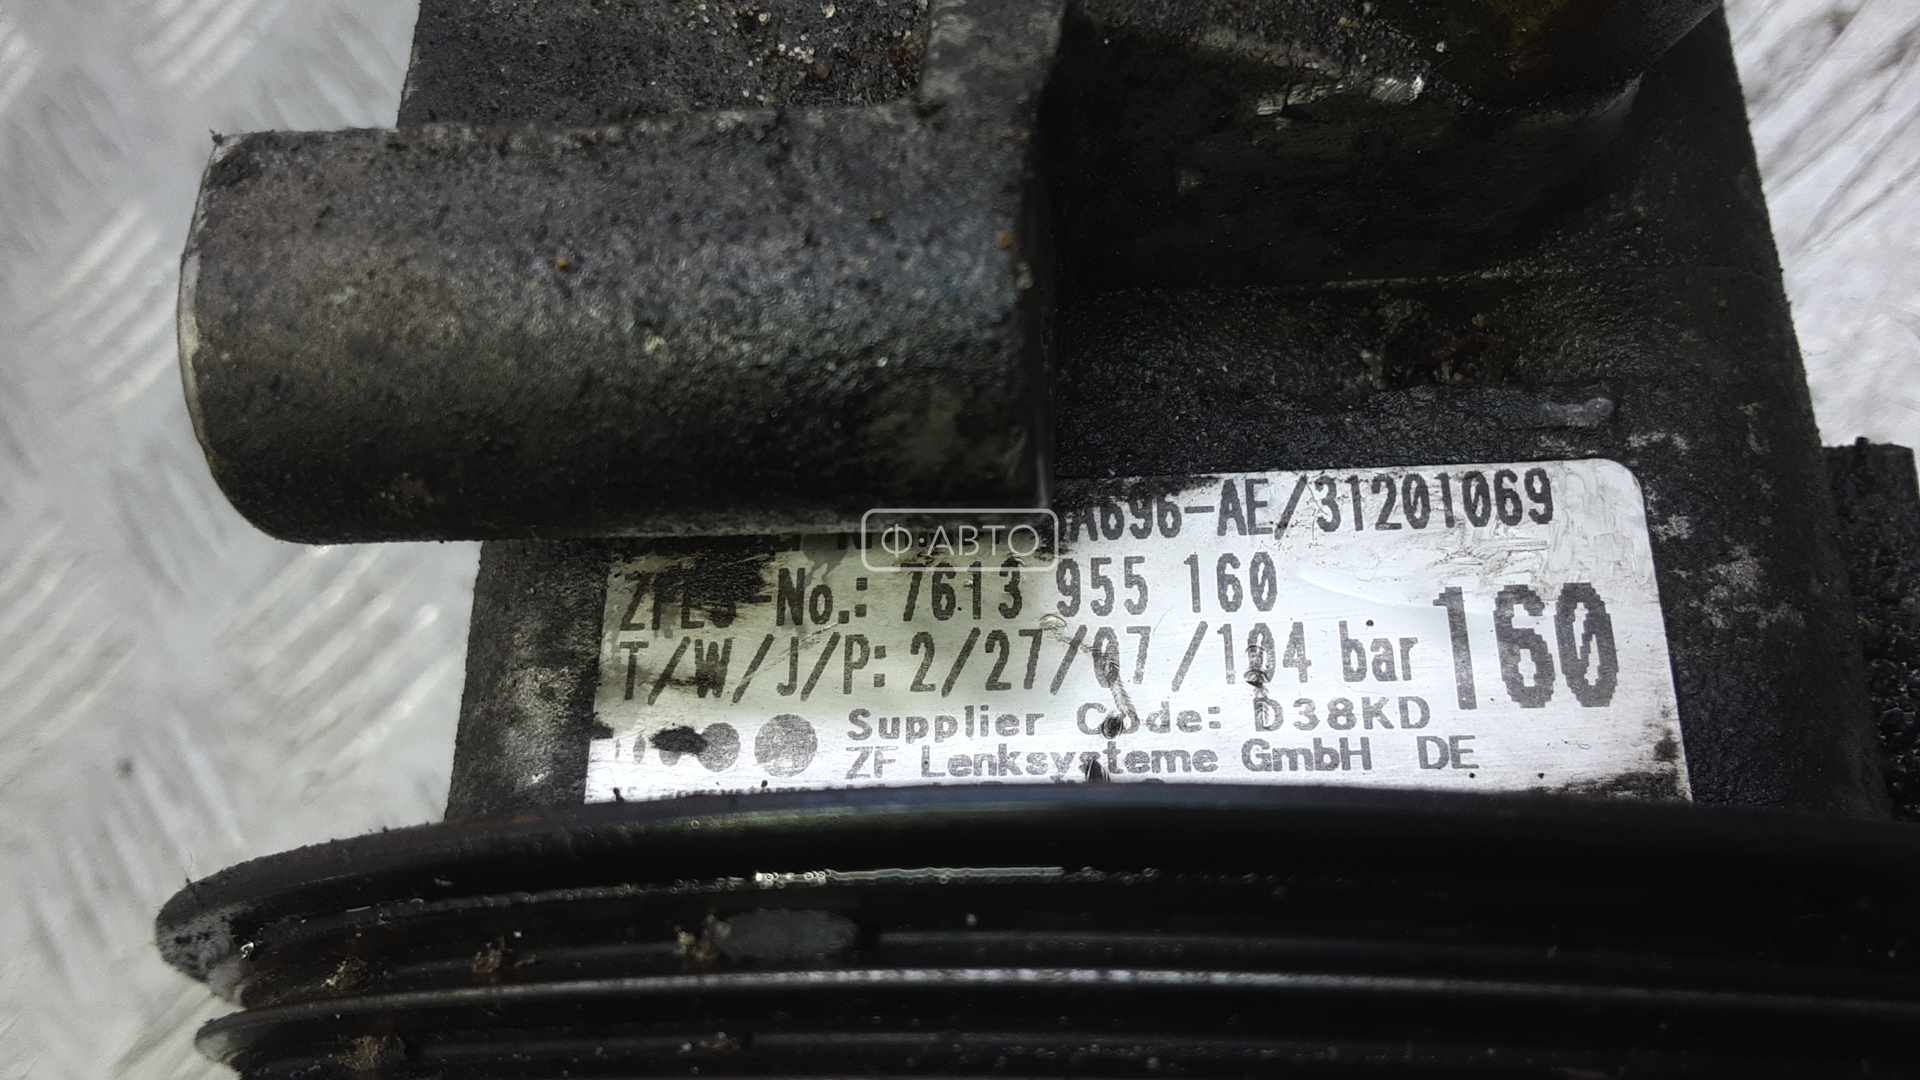 A696-AE/31201069
ZFLS-No.: 7613 955 160
T/W/J/P: 2/27/07/104 bar
160
Supplier Code: D38KD
ZF Lenksysteme GmbH DE
Ф:АВТО